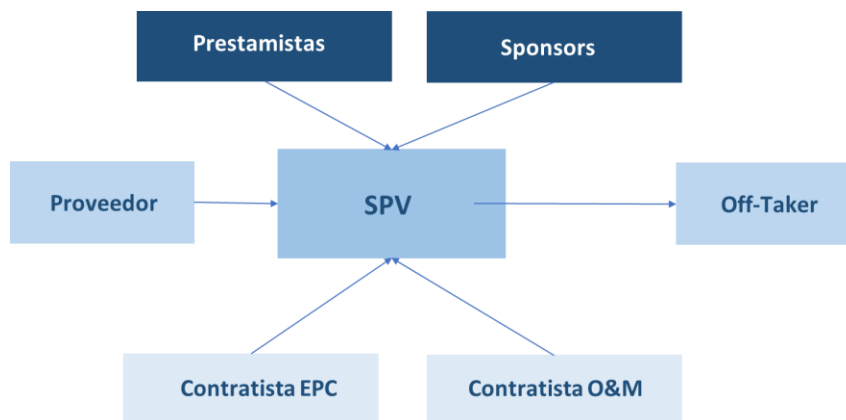 Prestamistas
Sponsors
Proveedor
SPV
Off-Taker
Contratista EPC
Contratista O&M